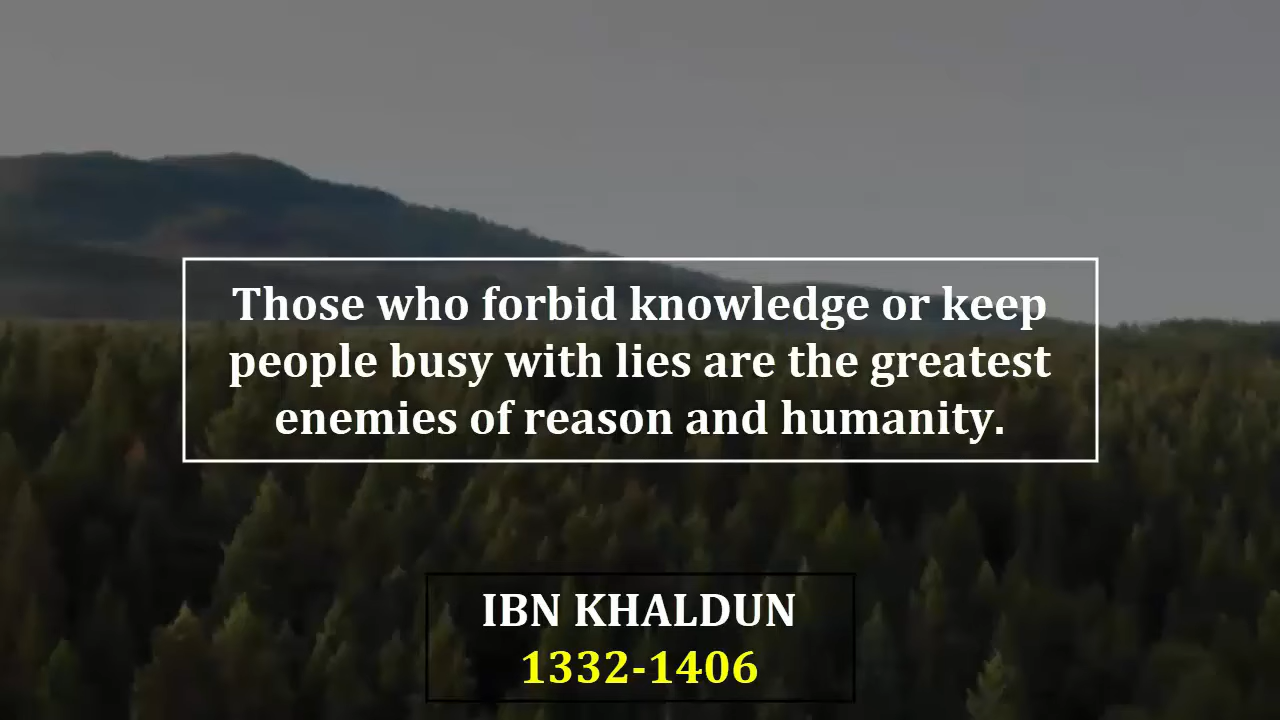 Those who forbid knowledge or keep
people busy with lies are the greatest
enemies of reason and humanity.
IBN KHALDUN
1332-1406